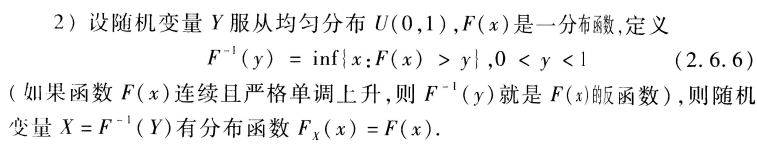 2) 设随机变量 Y 服从均匀分布 U(0,1),F(x)是一分布函数,定义
F⁻¹(y) = inf{x:F(x) > y},0 < y < 1 (2.6.6)
(如果函数 F(x)连续且严格单调上升,则 F⁻¹(y)就是 F(x)的反函数),则随机
变量 X = F⁻¹(Y)有分布函数 Fₓ(x) = F(x).